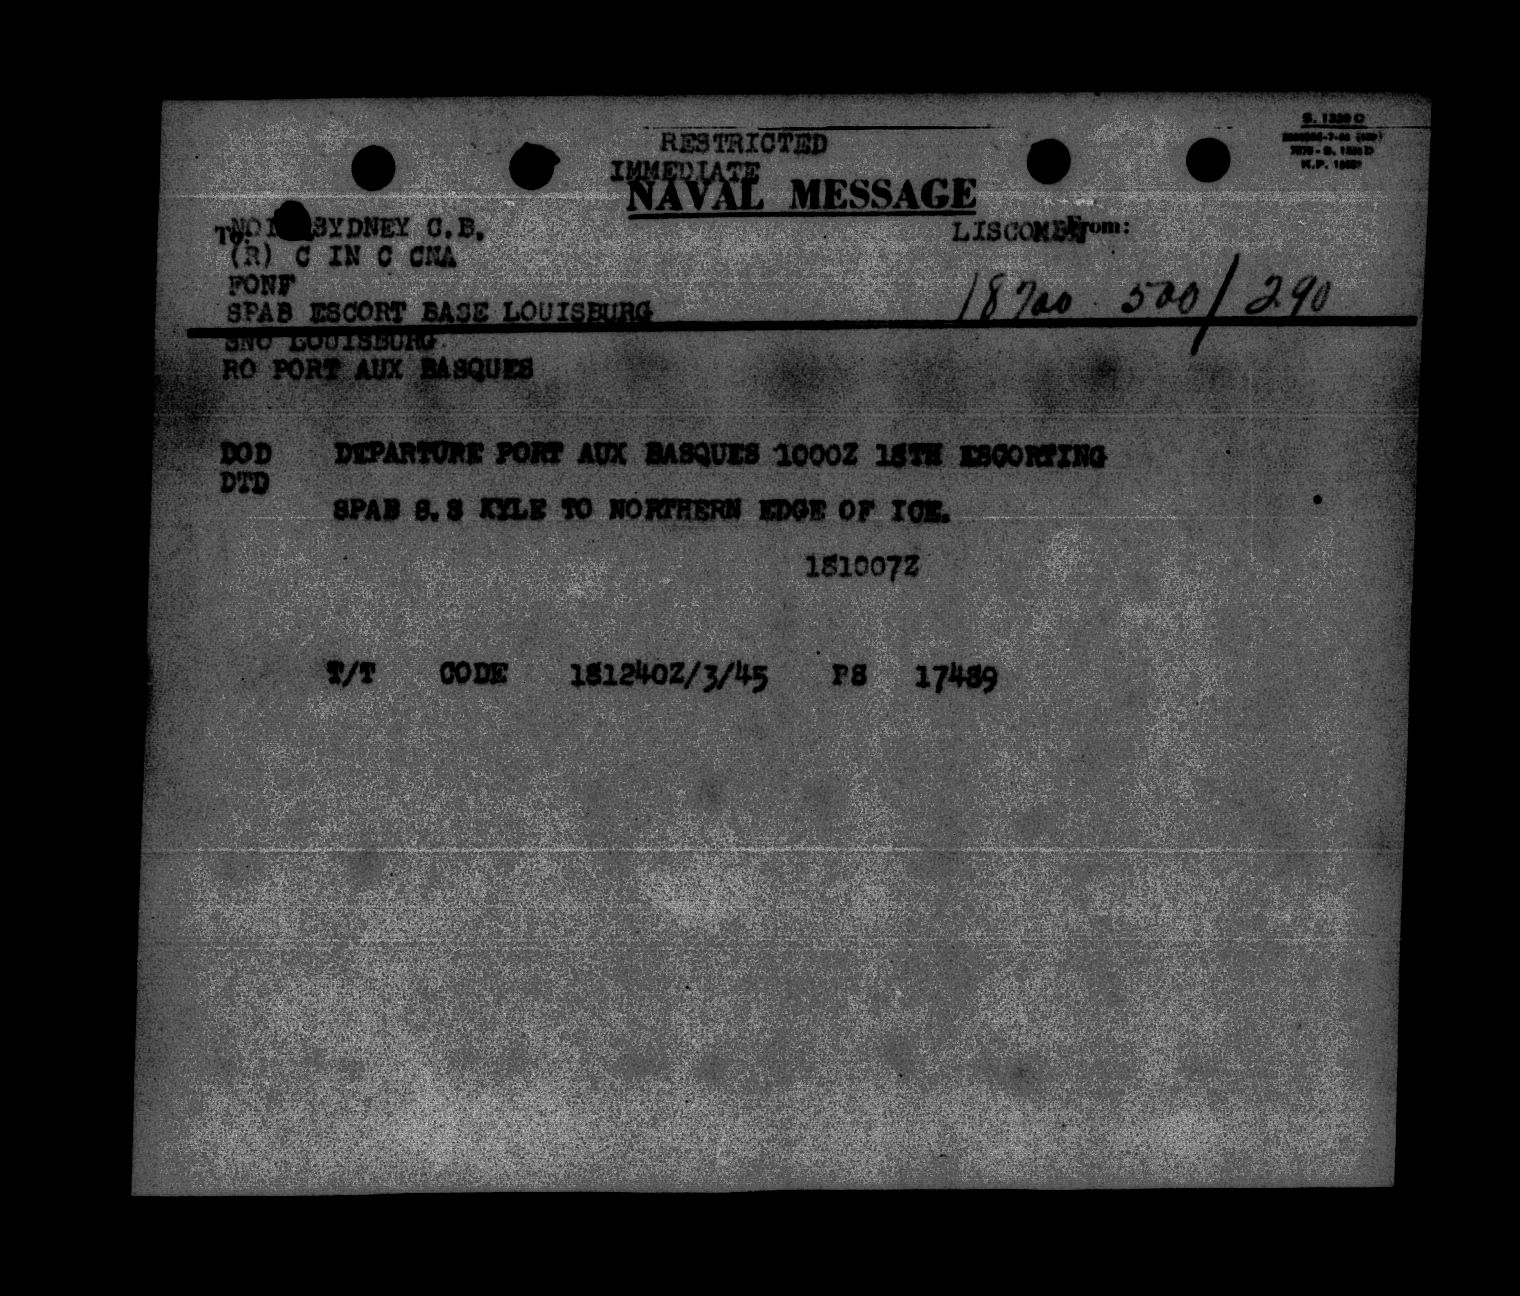 RESTRICTED
IMMEDIATE
NAVAL MESSAGE
S. 1320 D
To: SYDNEY C.B.
From: LISCOMB
(R) C IN C CNA
FONF
18700 500/290
SPAB ESCORT BASE LOUISBURG
SNO LOUISBURG
RO PORT AUX BASQUES
DOD DEPARTURE PORT AUX BASQUES 1000Z 18TH ESCORTING
DTD
SPAB S.S KYLE TO NORTHERN EDGE OF ICE.
181007Z
T/T CODE 181240Z/3/45 PS 17489